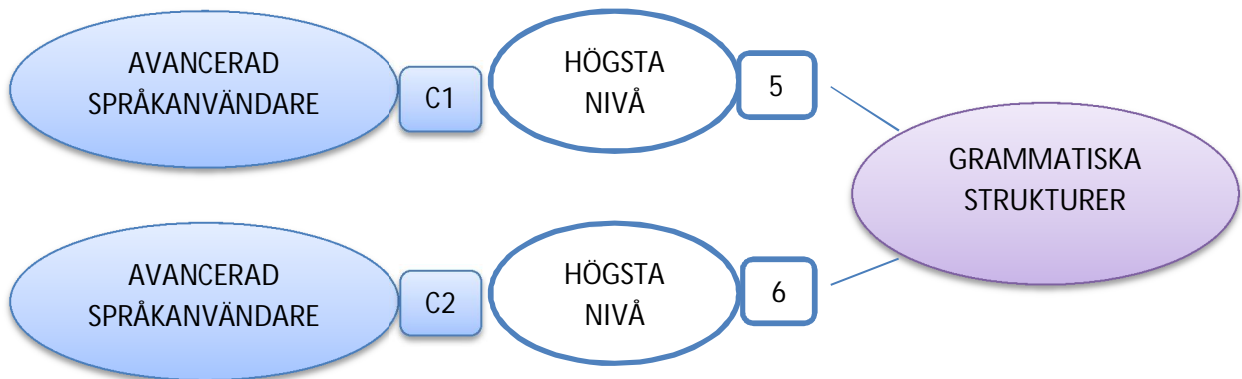 AVANCERAD
SPRÅKANVÄNDARE
C1
HÖGSTA
NIVÅ
5
GRAMMATISKA
STRUKTURER
AVANCERAD
SPRÅKANVÄNDARE
C2
HÖGSTA
NIVÅ
6